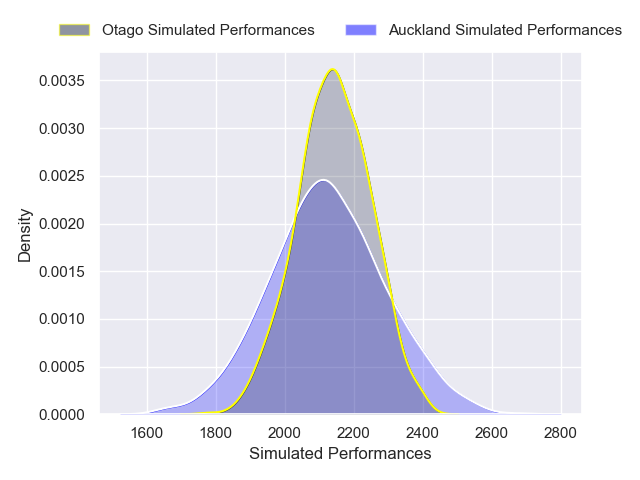 Otago Simulated Performances Auckland Simulated Performances
0.0035
0.0030
0.0025
0.0020
0.0015
0.0010
0.0005
0.0000
Density
1600 1800 2000 2200 2400 2600 2800
Simulated Performances